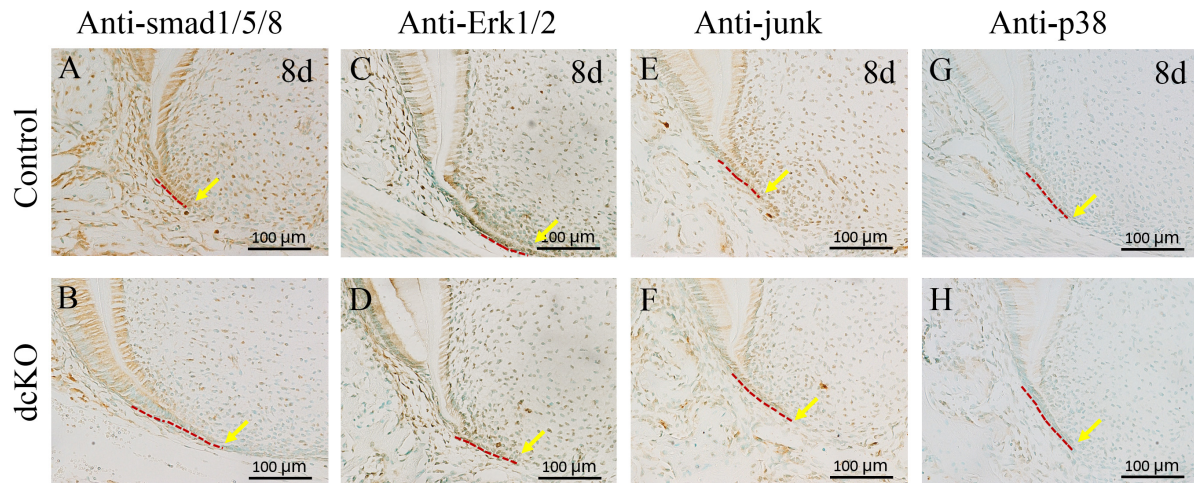 Anti-smad1/5/8 Anti-Erk1/2 Anti-junk Anti-p38
Control
A 8d C 8d E 8d G 8d
100 µm 100 µm 100 µm 100 µm
dcKO
B D F H
100 µm 100 µm 100 µm 100 µm